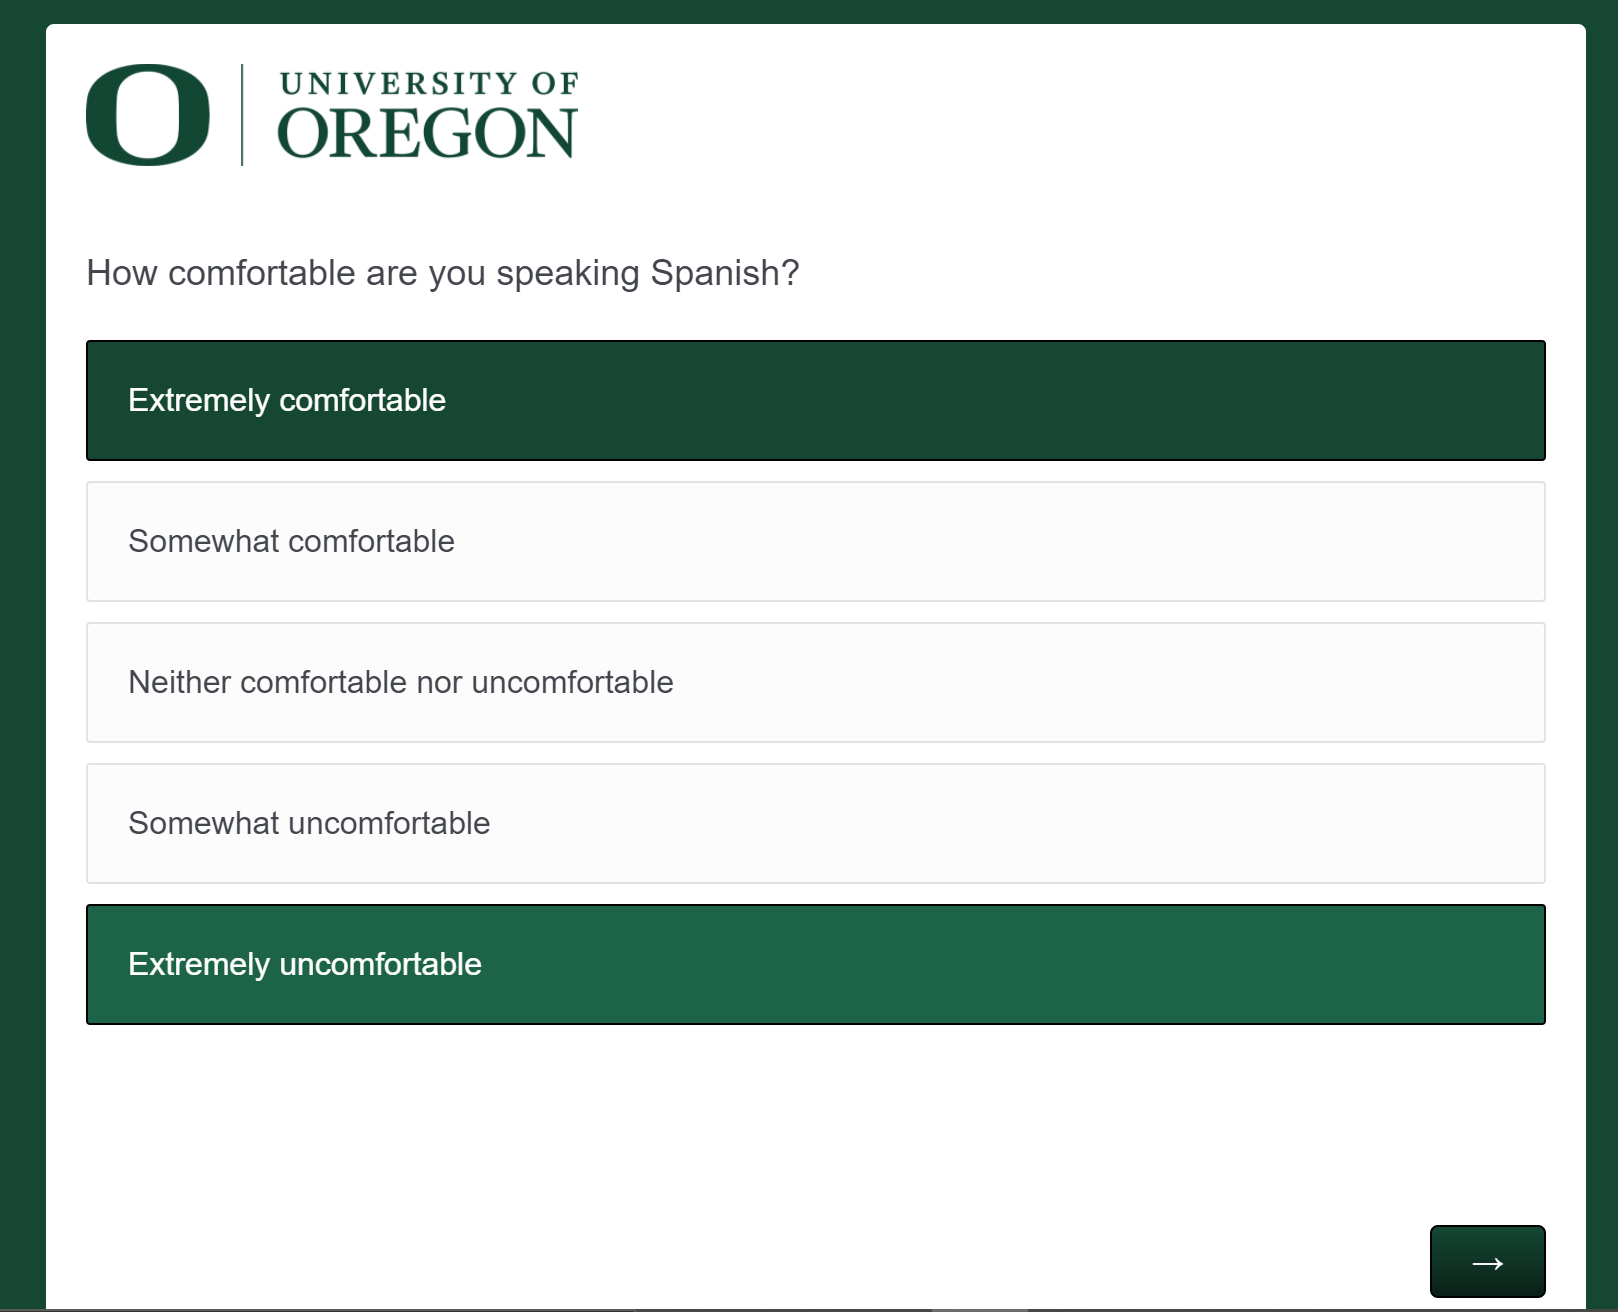 O
UNIVERSITY OF
OREGON
How comfortable are you speaking Spanish?
Extremely comfortable
Somewhat comfortable
Neither comfortable nor uncomfortable
Somewhat uncomfortable
Extremely uncomfortable
→